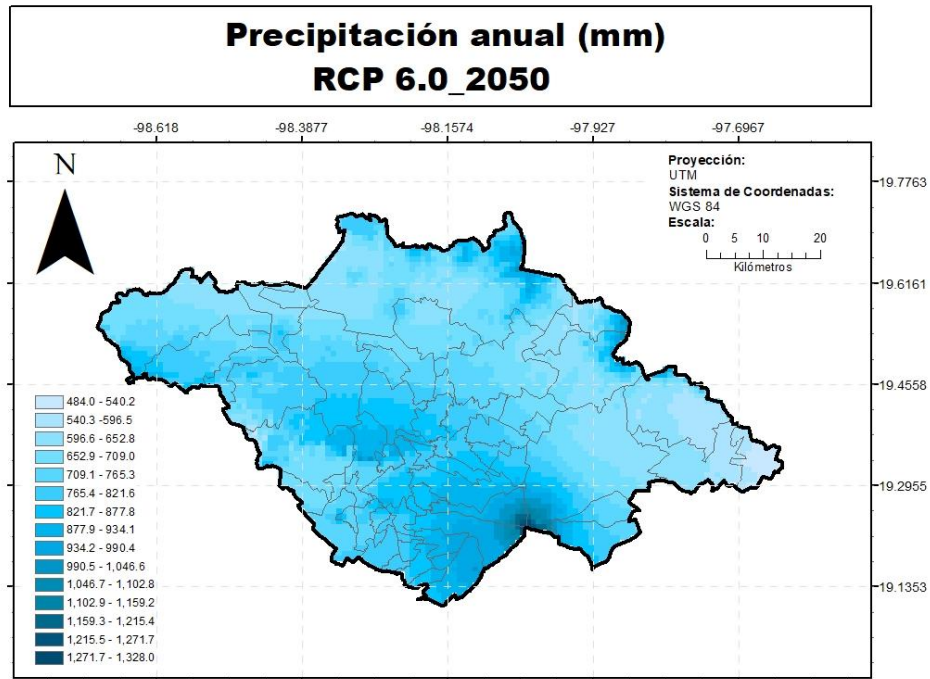 Precipitación anual (mm)
RCP 6.0_2050
-98.618 -98.3877 -98.1574 -97.927 -97.6967
N
Proyección:
UTM
Sistema de Coordenadas:
WGS 84
Escala:
0 5 10 20
Kilómetros
19.7763
19.6161
19.4558
19.2955
19.1353
484.0 - 540.2
540.3 -596.5
596.6 - 652.8
652.9 - 709.0
709.1 - 765.3
765.4 - 821.6
821.7 - 877.8
877.9 - 934.1
934.2 - 990.4
990.5 - 1,046.6
1,046.7 - 1,102.8
1,102.9 - 1,159.2
1,159.3 - 1,215.4
1,215.5 - 1,271.7
1,271.7 - 1,328.0